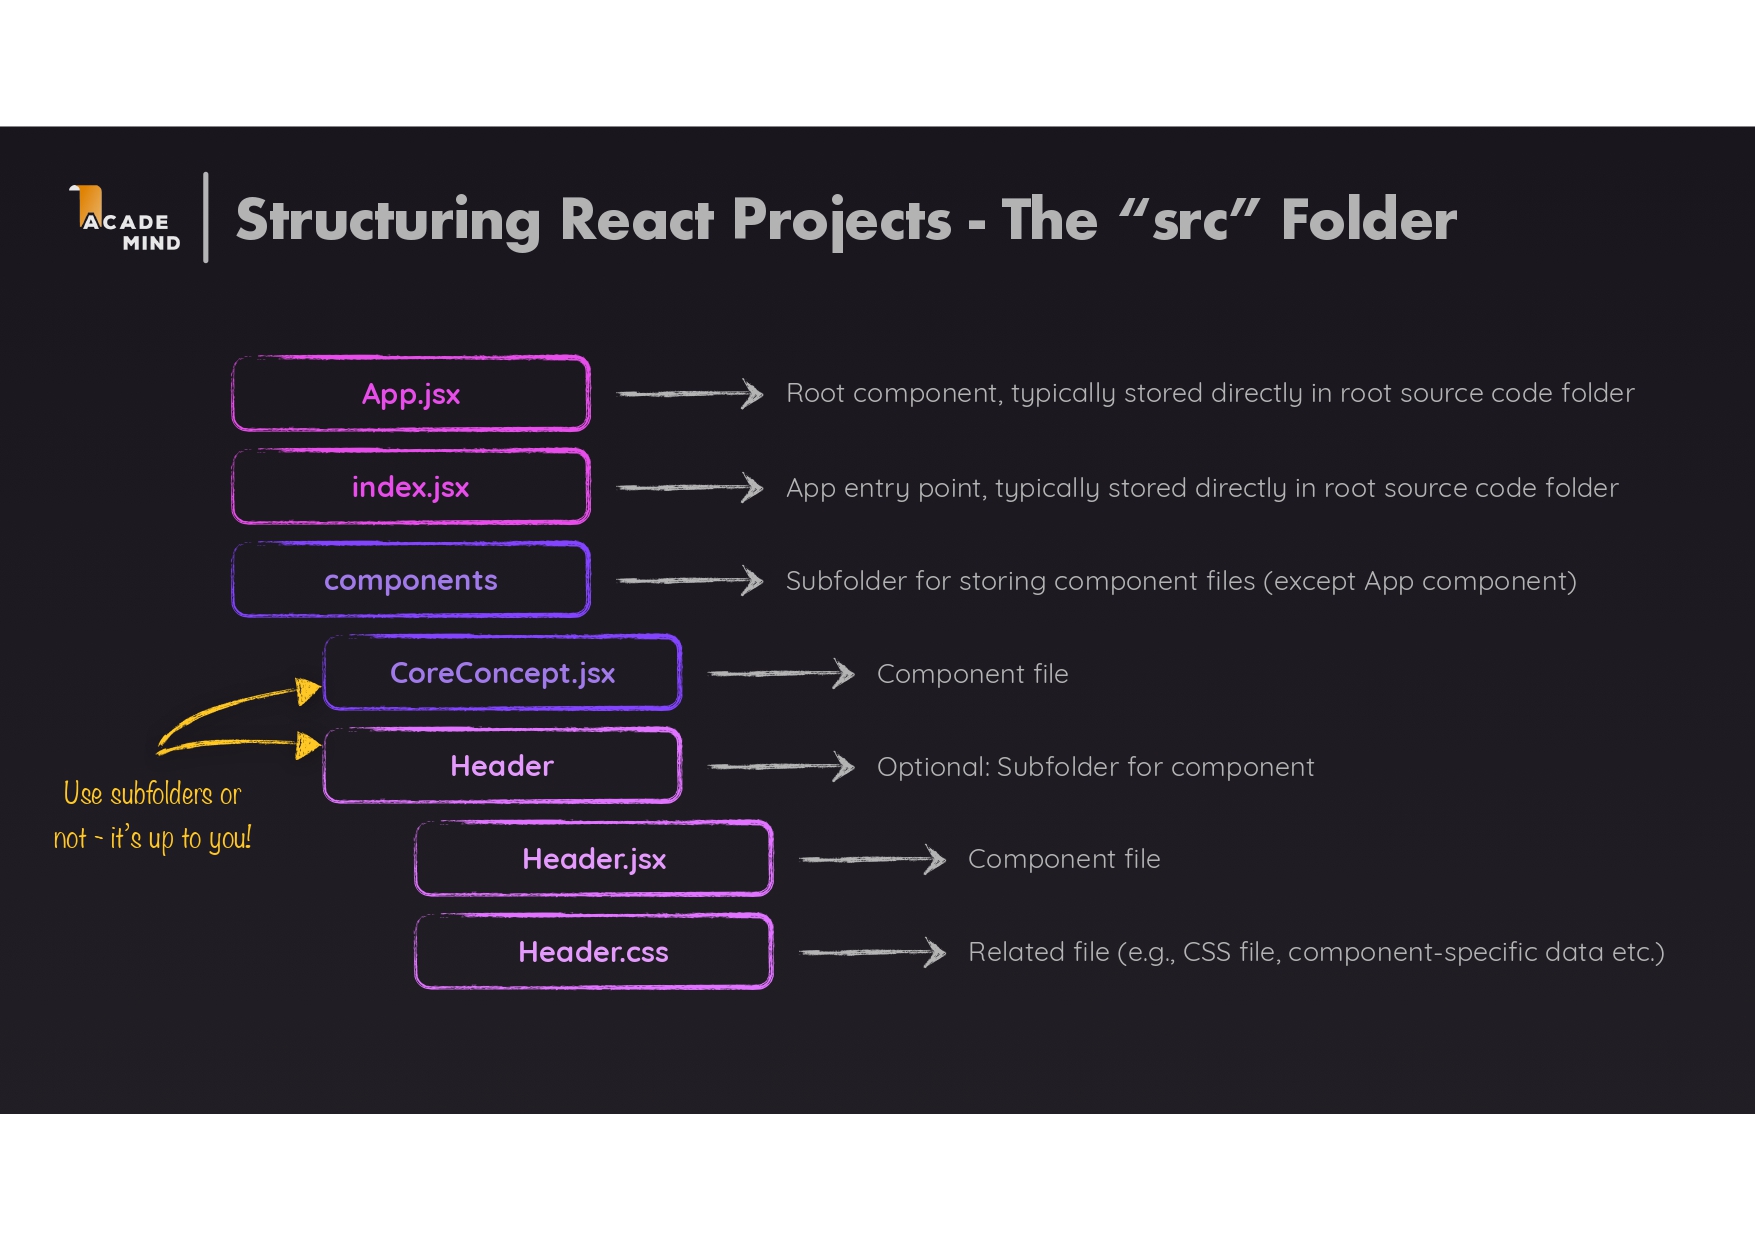 ACADE
MIND
Structuring React Projects - The “src” Folder
App.jsx
Root component, typically stored directly in root source code folder
index.jsx
App entry point, typically stored directly in root source code folder
components
Subfolder for storing component files (except App component)
CoreConcept.jsx
Component file
Header
Optional: Subfolder for component
Use subfolders or
not - it’s up to you!
Header.jsx
Component file
Header.css
Related file (e.g., CSS file, component-specific data etc.)